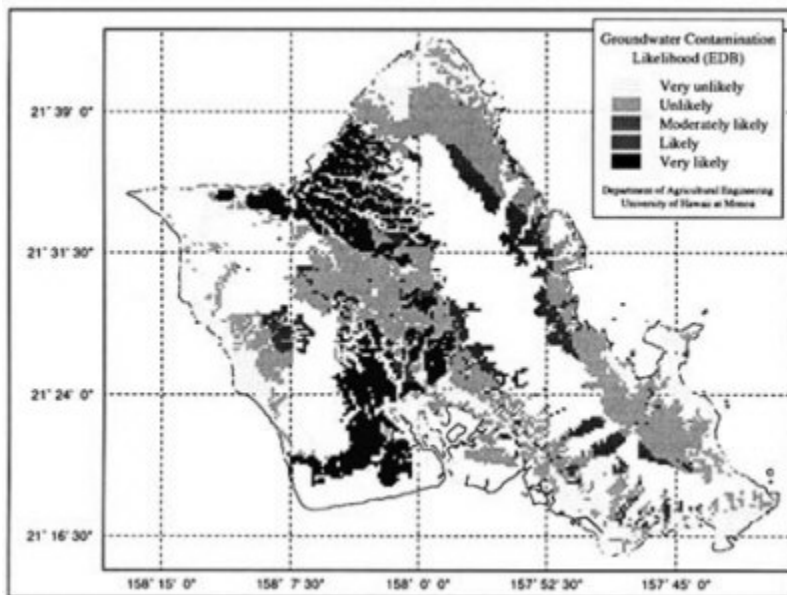 Groundwater Contamination
Likelihood (EDB)
Very unlikely
Unlikely
Moderately likely
Likely
Very likely
Department of Agricultural Engineering
University of Hawaii at Manoa
21° 39' 0"
21° 31' 30"
21° 24' 0"
21° 16' 30"
158° 15' 0" 158° 7' 30" 158° 0' 0" 157° 52' 30" 157° 45' 0"